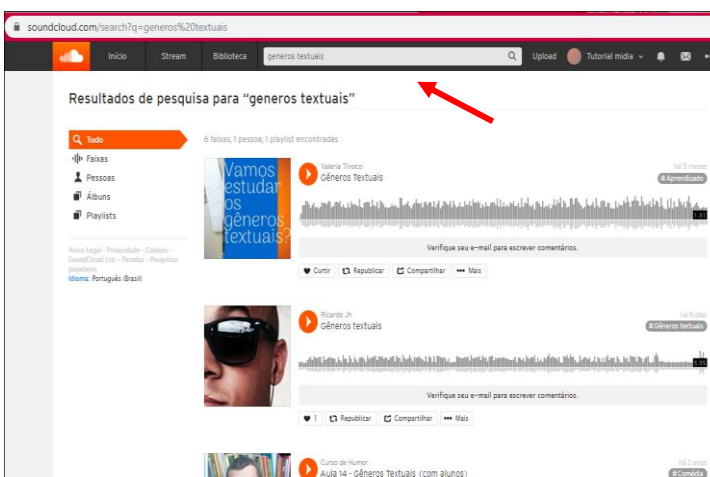 soundcloud.com/search?q=generos%20textuais
Início Stream Biblioteca generos textuais Upload Tutorial midia
Resultados de pesquisa para “generos textuais”
Tudo
Faixas
Pessoas
Álbuns
Playlists
Aviso Legal - Privacidade - Cookies -
SoundCloud Ltd. - Paradas - Pesquisas
populares
Idioma: Português (Brasil)
6 faixas, 1 pessoa, 1 playlist encontradas
Vamos
estudar
os
gêneros
textuais?
Valeria Tinoco
Gêneros Textuais
há 5 meses
# Aprendizado
Verifique seu e-mail para escrever comentários.
Curtir Republicar Compartilhar Mais
Ricardo Jh
Gêneros textuais
# Gêneros textuais
Verifique seu e-mail para escrever comentários.
1 Republicar Compartilhar Mais
Curso de Humor
Aula 14 - Gêneros Textuais (com alunos)
há 2 anos
# Comédia